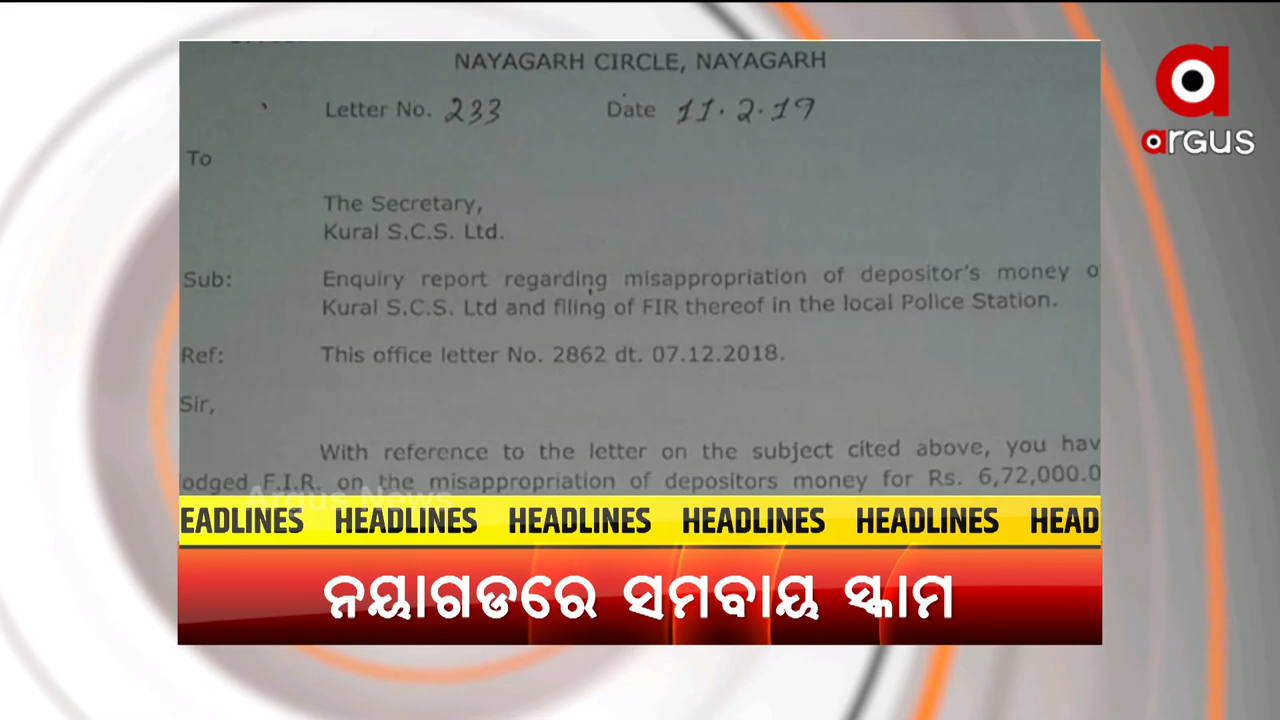 NAYAGARH CIRCLE, NAYAGARH
argus
Letter No. 233 Date 11.2.19
To
The Secretary,
Kural S.C.S. Ltd.
Sub: Enquiry report regarding misappropriation of depositor's money o
Kural S.C.S. Ltd and filing of FIR thereof in the local Police Station.
Ref: This office letter No. 2862 dt. 07.12.2018.
Sir,
With reference to the letter on the subject cited above, you hav
odged F.I.R. on the misappropriation of depositors money for Rs. 6,72,000.0
Argus News
EADLINES HEADLINES HEADLINES HEADLINES HEADLINES HEAD
ନୟାଗଡରେ ସମବାୟ ସ୍କାମ